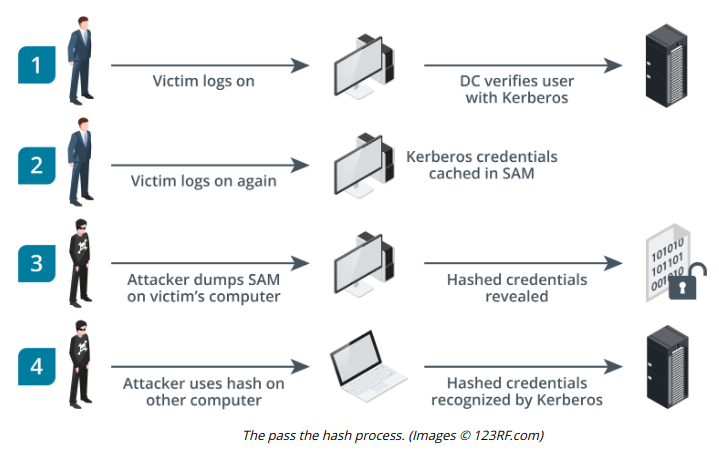 1
Victim logs on
DC verifies user
with Kerberos
2
Victim logs on again
Kerberos credentials
cached in SAM
3
Attacker dumps SAM
on victim's computer
Hashed credentials
revealed
101010
101101
001010
4
Attacker uses hash on
other computer
Hashed credentials
recognized by Kerberos
The pass the hash process. (Images © 123RF.com)